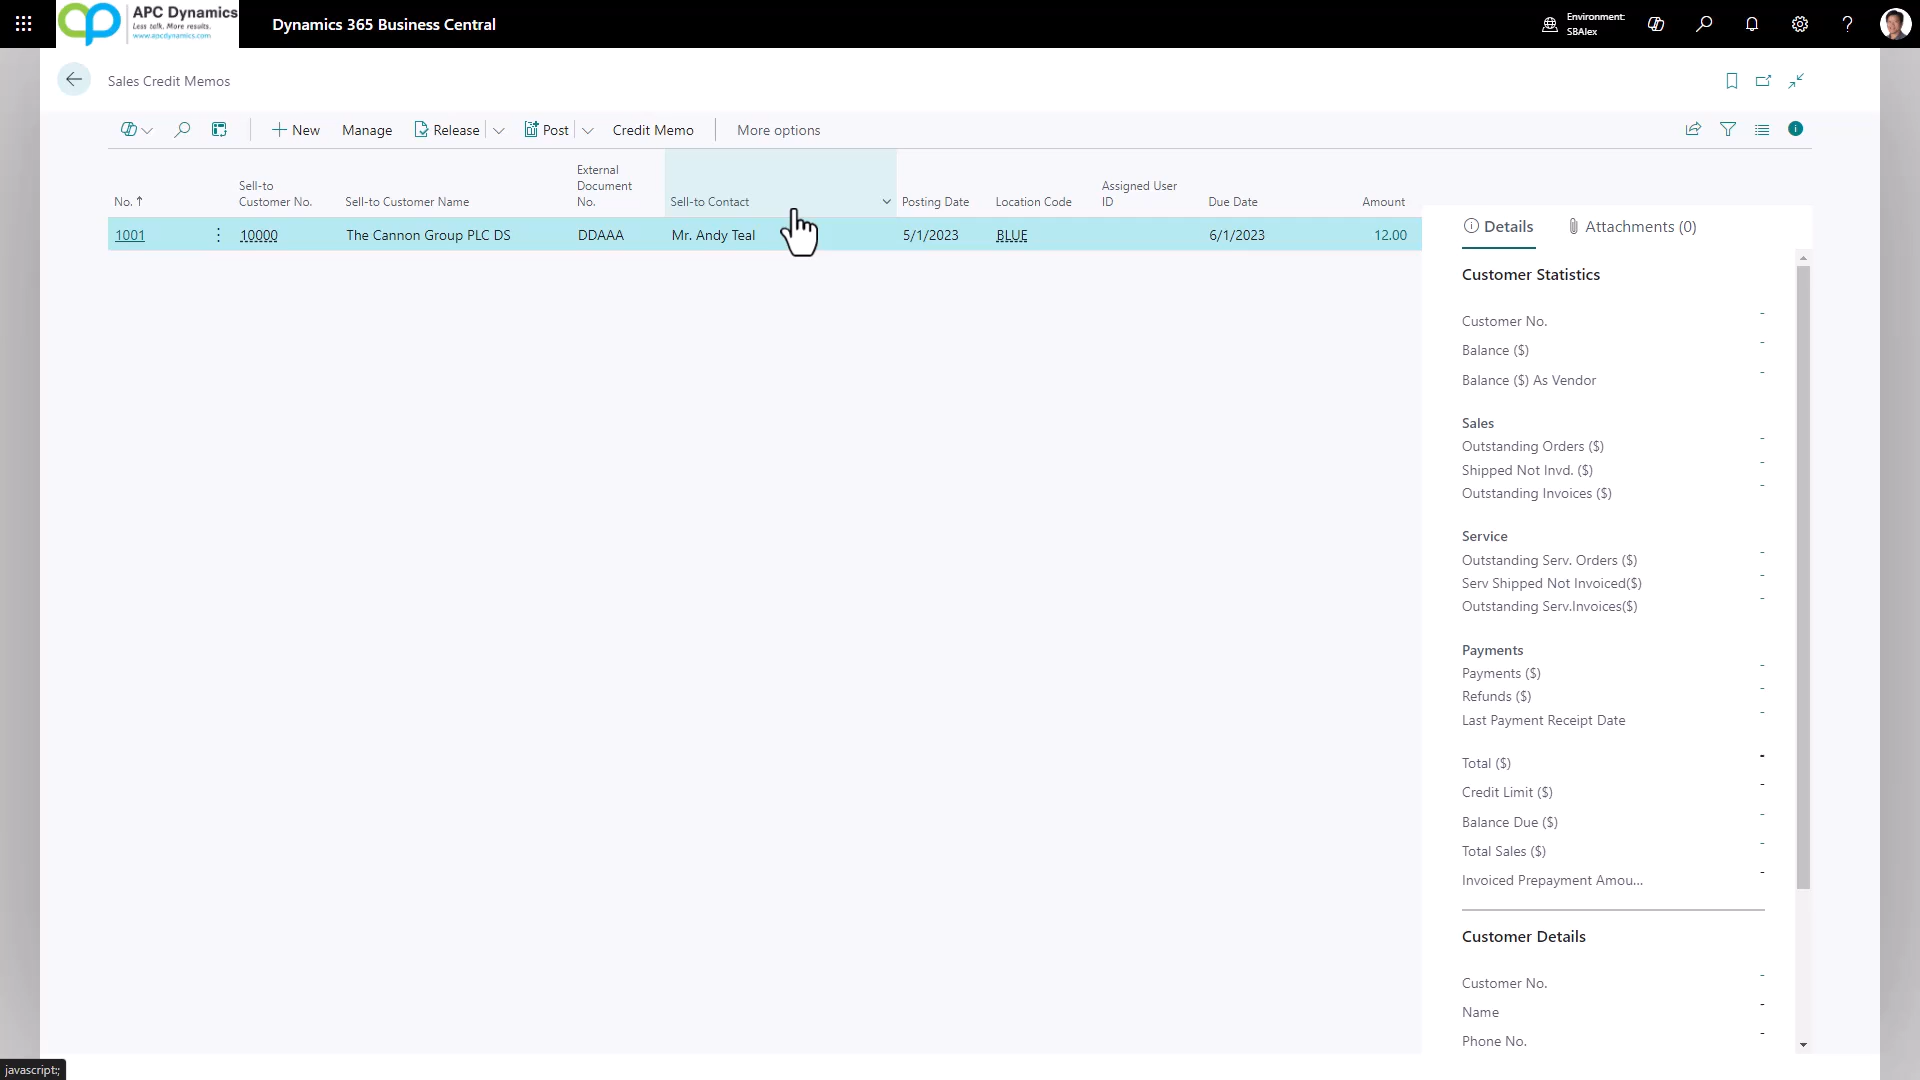 APC Dynamics
Less talk. More results.
www.apcdynamics.com
Dynamics 365 Business Central
Environment:
SBAlex
Sales Credit Memos
New
Manage
Release
Post
Credit Memo
More options
No. ↑
Sell-to
Customer No.
Sell-to Customer Name
External
Document
No.
Sell-to Contact
Posting Date
Location Code
Assigned User
ID
Due Date
Amount
1001
10000
The Cannon Group PLC DS
DDAAA
Mr. Andy Teal
5/1/2023
BLUE
6/1/2023
12.00
Details
Attachments (0)
Customer Statistics
Customer No. -
Balance ($) -
Balance ($) As Vendor -
Sales
Outstanding Orders ($) -
Shipped Not Invd. ($) -
Outstanding Invoices ($) -
Service
Outstanding Serv. Orders ($) -
Serv Shipped Not Invoiced($) -
Outstanding Serv.Invoices($) -
Payments
Payments ($) -
Refunds ($) -
Last Payment Receipt Date -
Total ($) -
Credit Limit ($) -
Balance Due ($) -
Total Sales ($) -
Invoiced Prepayment Amou... -
Customer Details
Customer No. -
Name -
Phone No. -
javascript:;